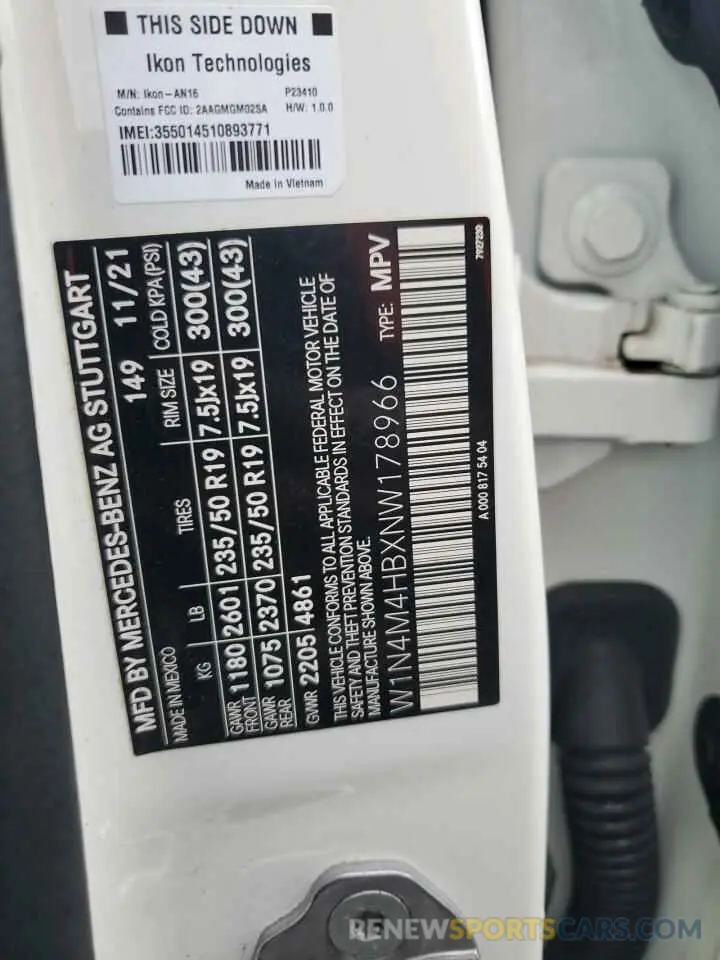 THIS SIDE DOWN
Ikon Technologies
M/N: Ikon-AN16 P23410
Contains FCC ID: 2AAGMGM02SA H/W: 1.0.0
IMEI:355014510893771
Made in Vietnam
MFD BY MERCEDES-BENZ AG STUTTGART
MADE IN MEXICO 149 11/21
KG LB TIRES RIM SIZE COLD KPA(PSI)
GAWR FRONT 1180 2601 235/50 R19 7.5Jx19 300(43)
GAWR REAR 1075 2370 235/50 R19 7.5Jx19 300(43)
GVWR 2205 4861
THIS VEHICLE CONFORMS TO ALL APPLICABLE FEDERAL MOTOR VEHICLE
SAFETY AND THEFT PREVENTION STANDARDS IN EFFECT ON THE DATE OF
MANUFACTURE SHOWN ABOVE.
W1N4M4HBXNW178966 TYPE: MPV
A 000 817 54 04
RENEWSPORTSCARS.COM